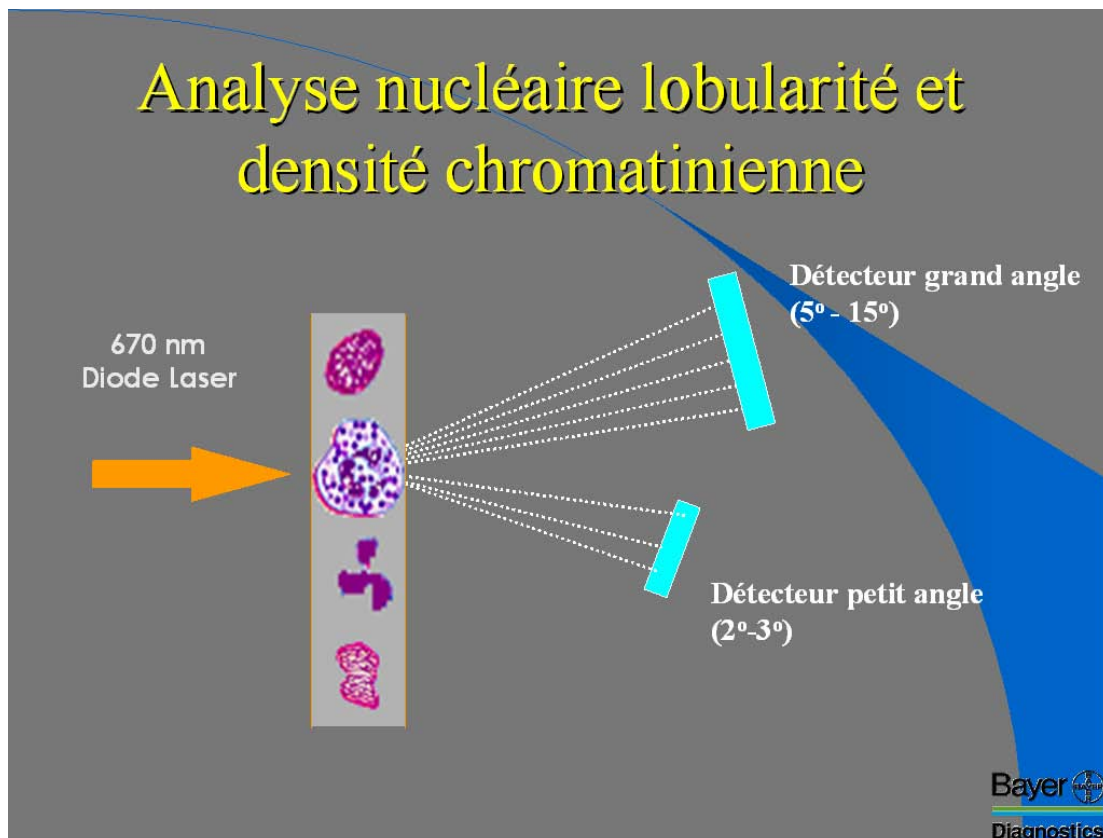 Analyse nucléaire lobularité et
densité chromatinienne
Détecteur grand angle
(5º - 15º)
670 nm
Diode Laser
Détecteur petit angle
(2º-3º)
Bayer
BAYER
Diagnostics